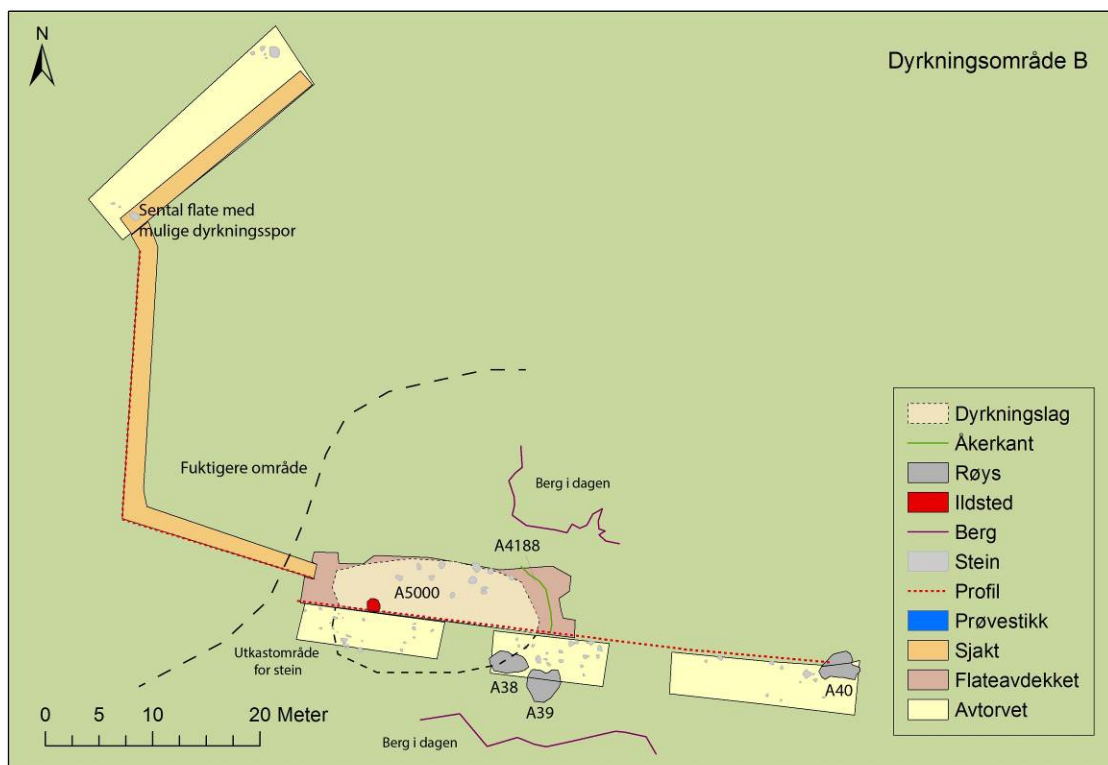 N
Dyrkningsområde B
Sental flate med
mulige dyrkningsspor
Fuktigere område
Berg i dagen
A4188
A5000
Utkastområde
for stein
A38
A39
A40
Berg i dagen
0 5 10 20 Meter
Dyrkningslag
Åkerkant
Røys
Ildsted
Berg
Stein
Profil
Prøvestikk
Sjakt
Flateavdekket
Avtorvet